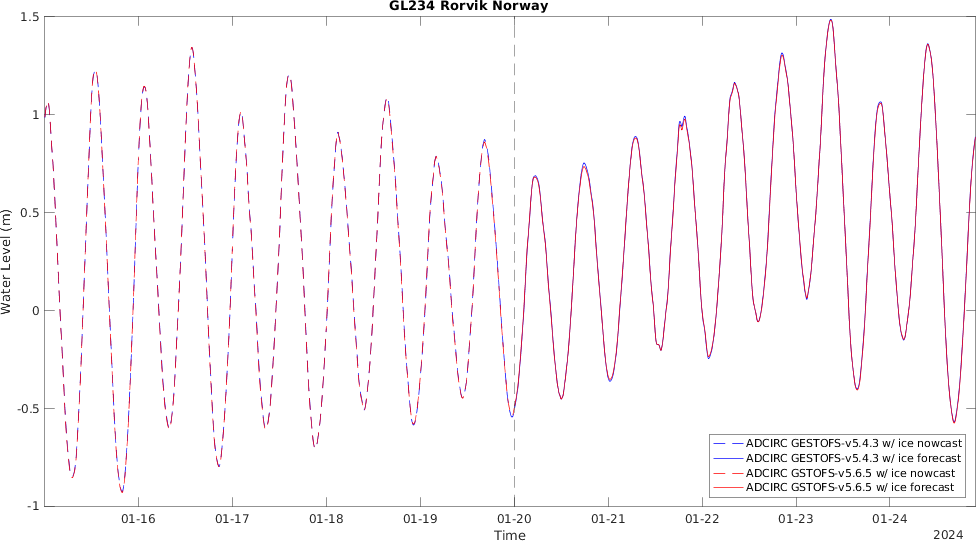 GL234 Rorvik Norway
1.5
1
0.5
0
-0.5
-1
Water Level (m)
ADCIRC GESTOFS-v5.4.3 w/ ice nowcast
ADCIRC GESTOFS-v5.4.3 w/ ice forecast
ADCIRC GSTOFS-v5.6.5 w/ ice nowcast
ADCIRC GSTOFS-v5.6.5 w/ ice forecast
01-16 01-17 01-18 01-19 01-20 01-21 01-22 01-23 01-24
Time
2024